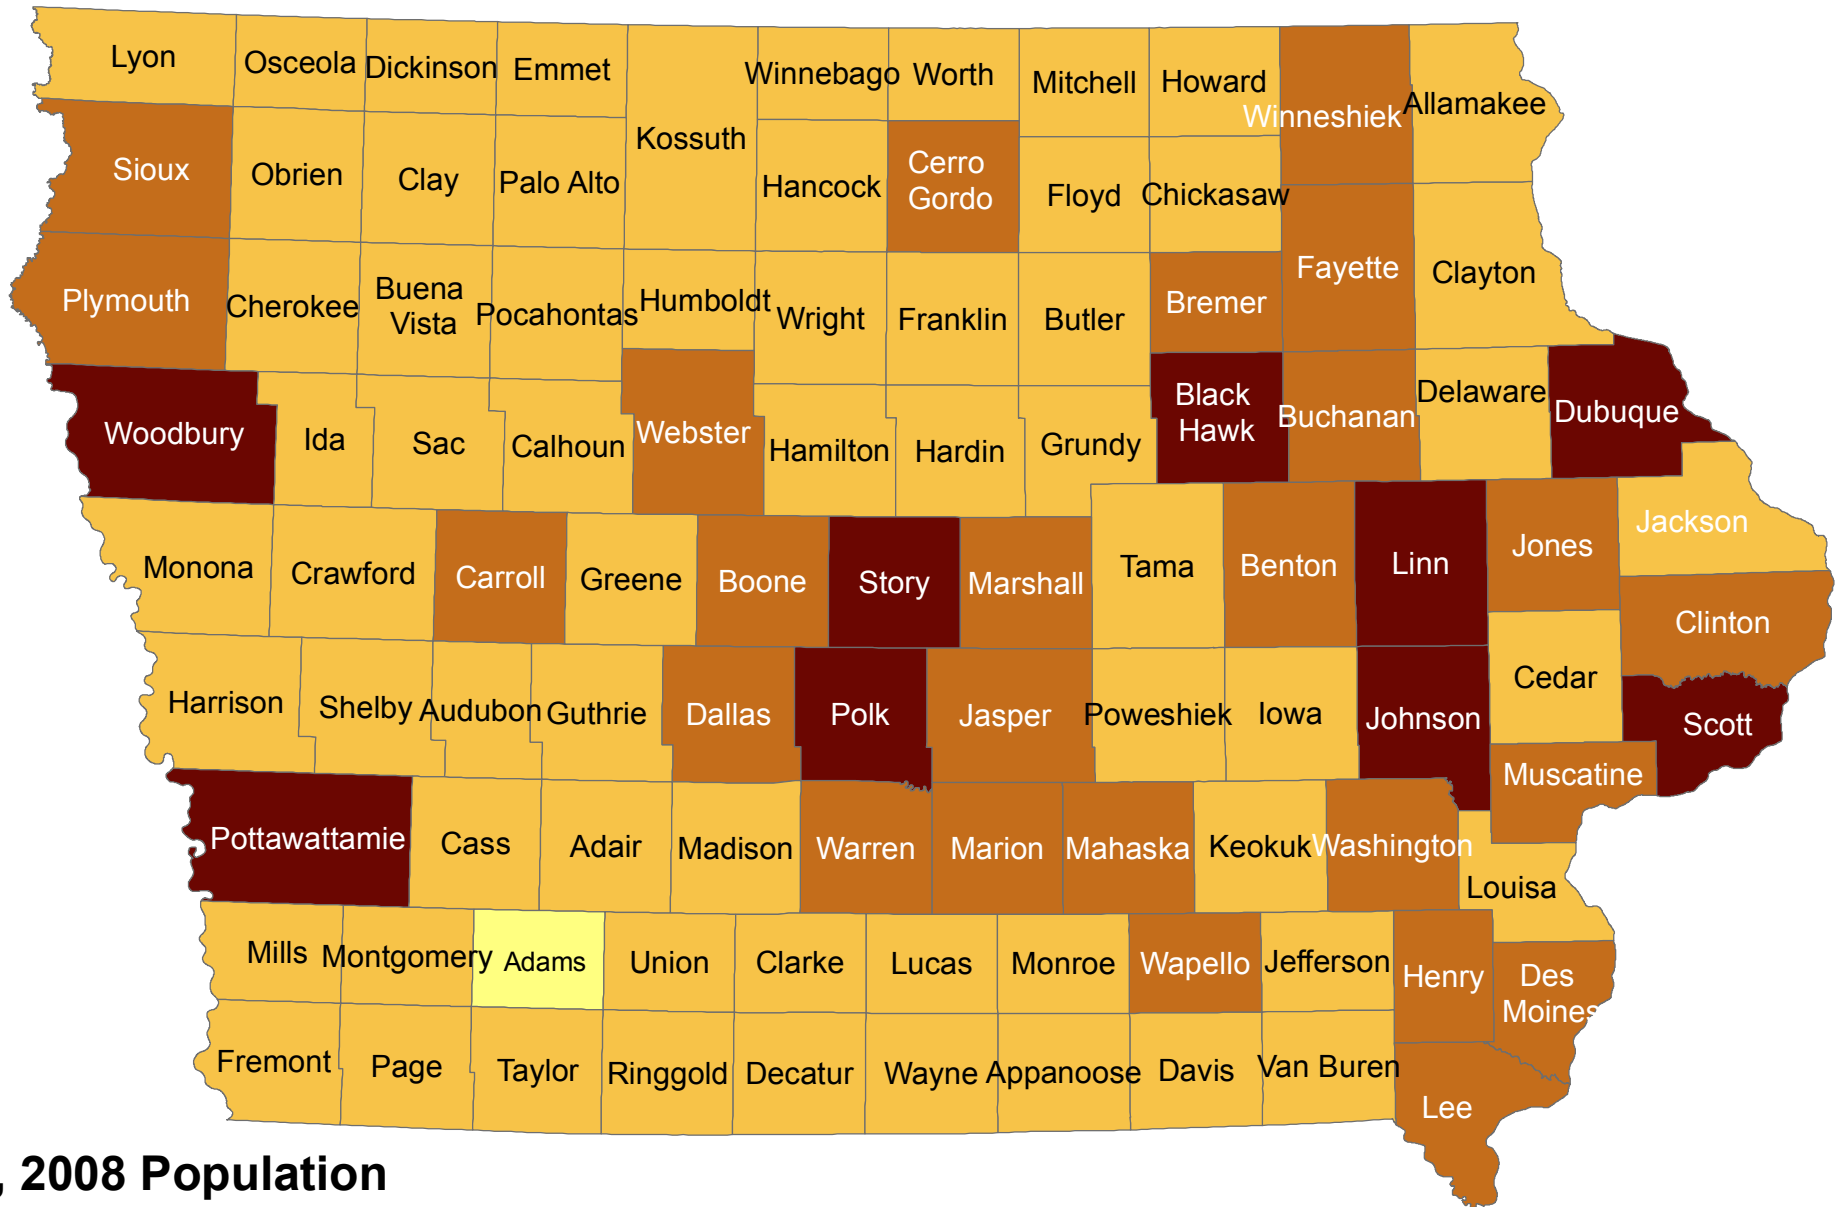 Lyon
Osceola
Dickinson
Emmet
Winnebago
Worth
Mitchell
Howard
Winneshiek
Allamakee
Kossuth
Sioux
Obrien
Clay
Palo Alto
Hancock
Cerro
Gordo
Floyd
Chickasaw
Plymouth
Cherokee
Buena
Vista
Pocahontas
Humboldt
Wright
Franklin
Butler
Bremer
Fayette
Clayton
Woodbury
Ida
Sac
Calhoun
Webster
Hamilton
Hardin
Grundy
Black
Hawk
Buchanan
Delaware
Dubuque
Monona
Crawford
Carroll
Greene
Boone
Story
Marshall
Tama
Benton
Linn
Jones
Jackson
Clinton
Harrison
Shelby
Audubon
Guthrie
Dallas
Polk
Jasper
Poweshiek
Iowa
Johnson
Cedar
Scott
Muscatine
Pottawattamie
Cass
Adair
Madison
Warren
Marion
Mahaska
Keokuk
Washington
Louisa
Mills
Montgomery
Adams
Union
Clarke
Lucas
Monroe
Wapello
Jefferson
Henry
Des
Moines
Fremont
Page
Taylor
Ringgold
Decatur
Wayne
Appanoose
Davis
Van Buren
Lee
, 2008 Population